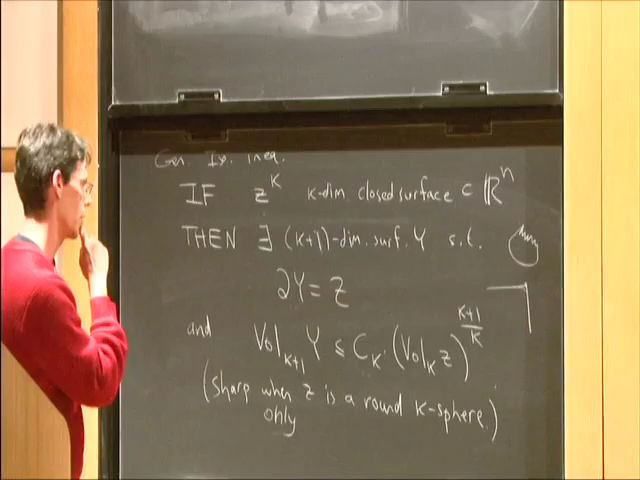 Gen. Is. ineq.
IF z^k k-dim. closed surface ⊂ ℝ^n
THEN ∃ (k+1)-dim. surf. Y s.t.
∂Y = Z
and Vol_{k+1} Y ≤ C_k · (Vol_k z)^{\frac{k+1}{k}}
(sharp when z is a round k-sphere.)
only